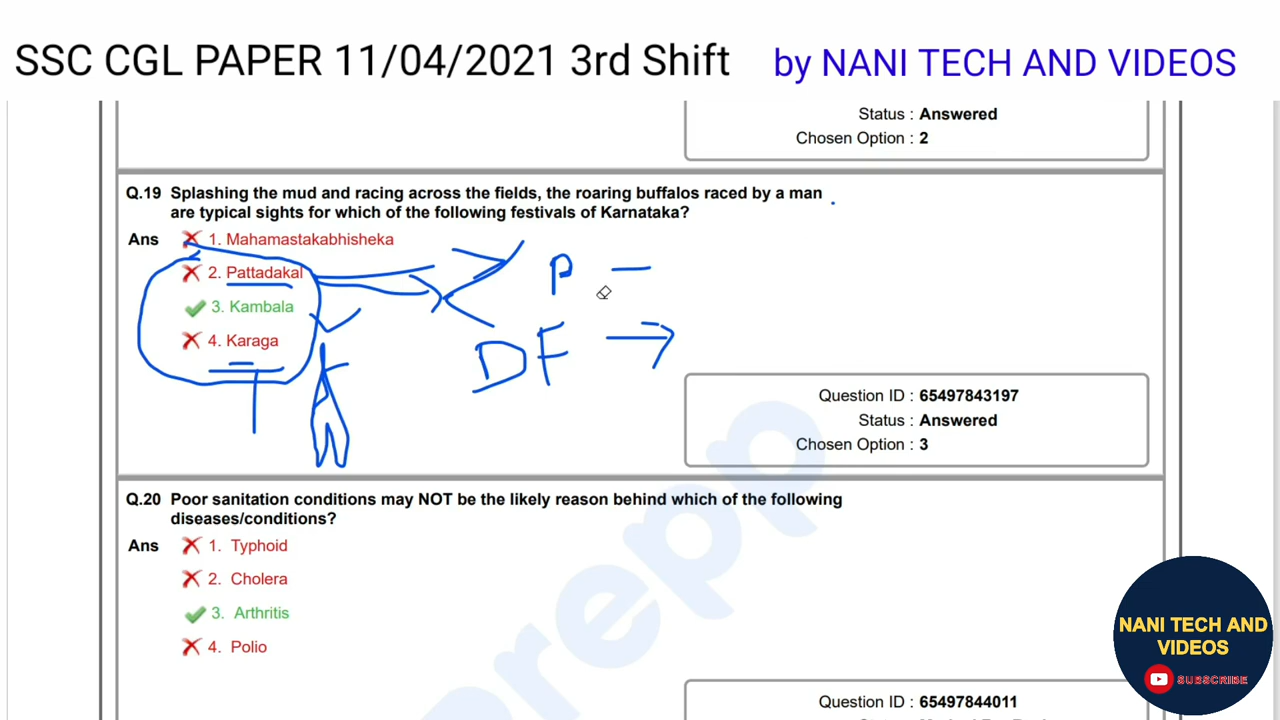 SSC CGL PAPER 11/04/2021 3rd Shift by NANI TECH AND VIDEOS
Status : Answered
Chosen Option : 2
Q.19 Splashing the mud and racing across the fields, the roaring buffalos raced by a man
are typical sights for which of the following festivals of Karnataka?
Ans 1. Mahamastakabhisheka
2. Pattadakal
3. Kambala
4. Karaga
P –
DF →
Question ID : 65497843197
Status : Answered
Chosen Option : 3
Q.20 Poor sanitation conditions may NOT be the likely reason behind which of the following
diseases/conditions?
Ans 1. Typhoid
2. Cholera
3. Arthritis
4. Polio
prepp
NANI TECH AND
VIDEOS
SUBSCRIBE
Question ID : 65497844011